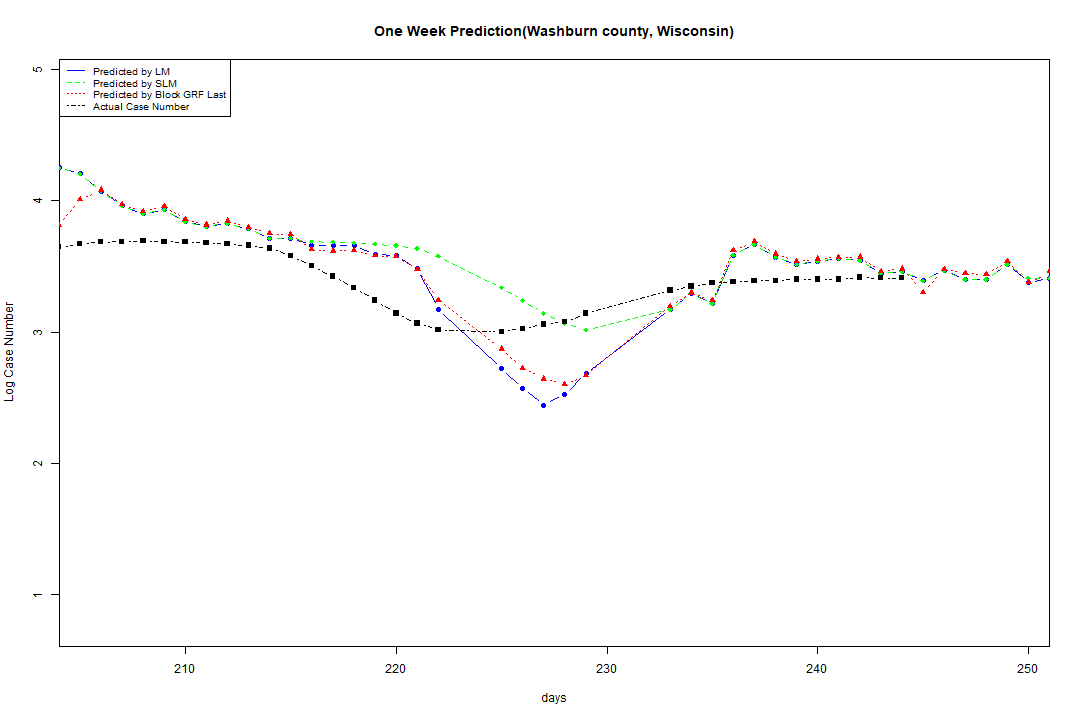 One Week Prediction(Washburn county, Wisconsin)
Predicted by LM
Predicted by SLM
Predicted by Block GRF Last
Actual Case Number
5
4
3
2
1
Log Case Number
210 220 230 240 250
days